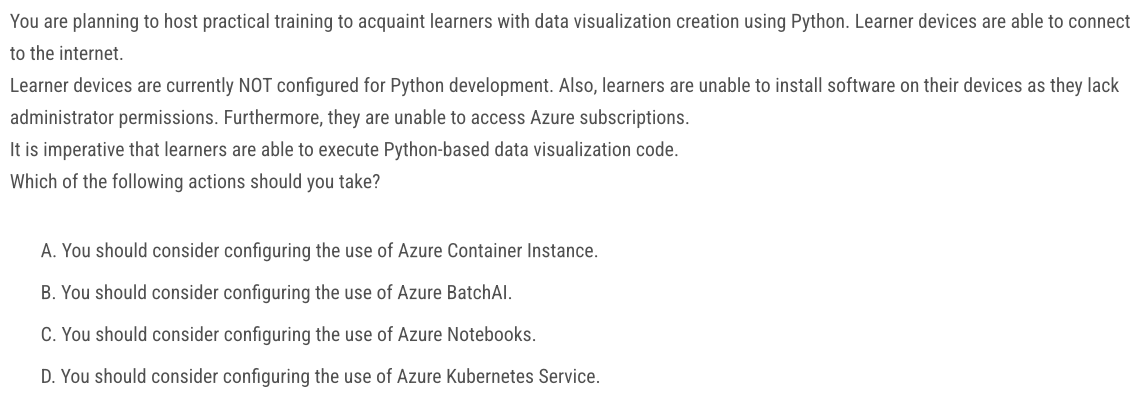 You are planning to host practical training to acquaint learners with data visualization creation using Python. Learner devices are able to connect
to the internet.
Learner devices are currently NOT configured for Python development. Also, learners are unable to install software on their devices as they lack
administrator permissions. Furthermore, they are unable to access Azure subscriptions.
It is imperative that learners are able to execute Python-based data visualization code.
Which of the following actions should you take?
A. You should consider configuring the use of Azure Container Instance.
B. You should consider configuring the use of Azure BatchAI.
C. You should consider configuring the use of Azure Notebooks.
D. You should consider configuring the use of Azure Kubernetes Service.